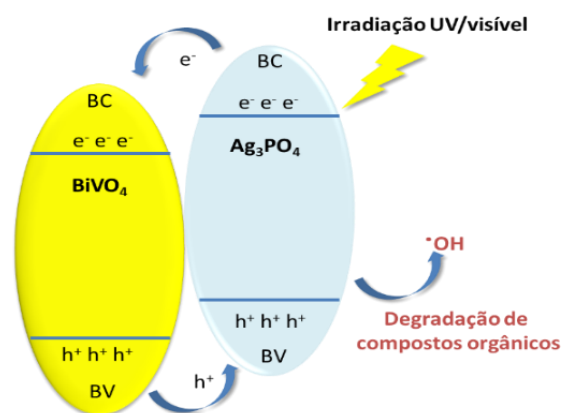 Irradiação UV/visível
e⁻
BC
e⁻ e⁻ e⁻
Ag₃PO₄
BC
e⁻ e⁻ e⁻
BiVO₄
•OH
h⁺ h⁺ h⁺
BV
Degradação de
compostos orgânicos
h⁺ h⁺ h⁺
BV
h⁺